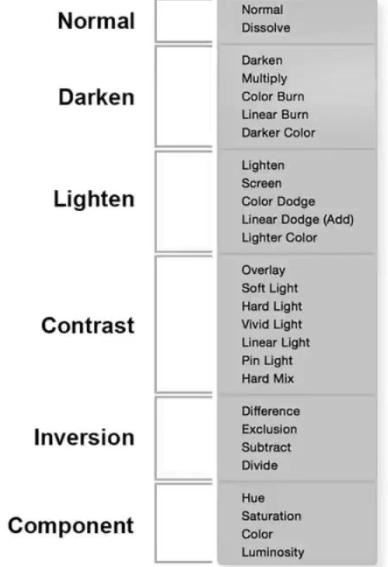 Normal
Normal
Dissolve
Darken
Darken
Multiply
Color Burn
Linear Burn
Darker Color
Lighten
Lighten
Screen
Color Dodge
Linear Dodge (Add)
Lighter Color
Contrast
Overlay
Soft Light
Hard Light
Vivid Light
Linear Light
Pin Light
Hard Mix
Inversion
Difference
Exclusion
Subtract
Divide
Component
Hue
Saturation
Color
Luminosity